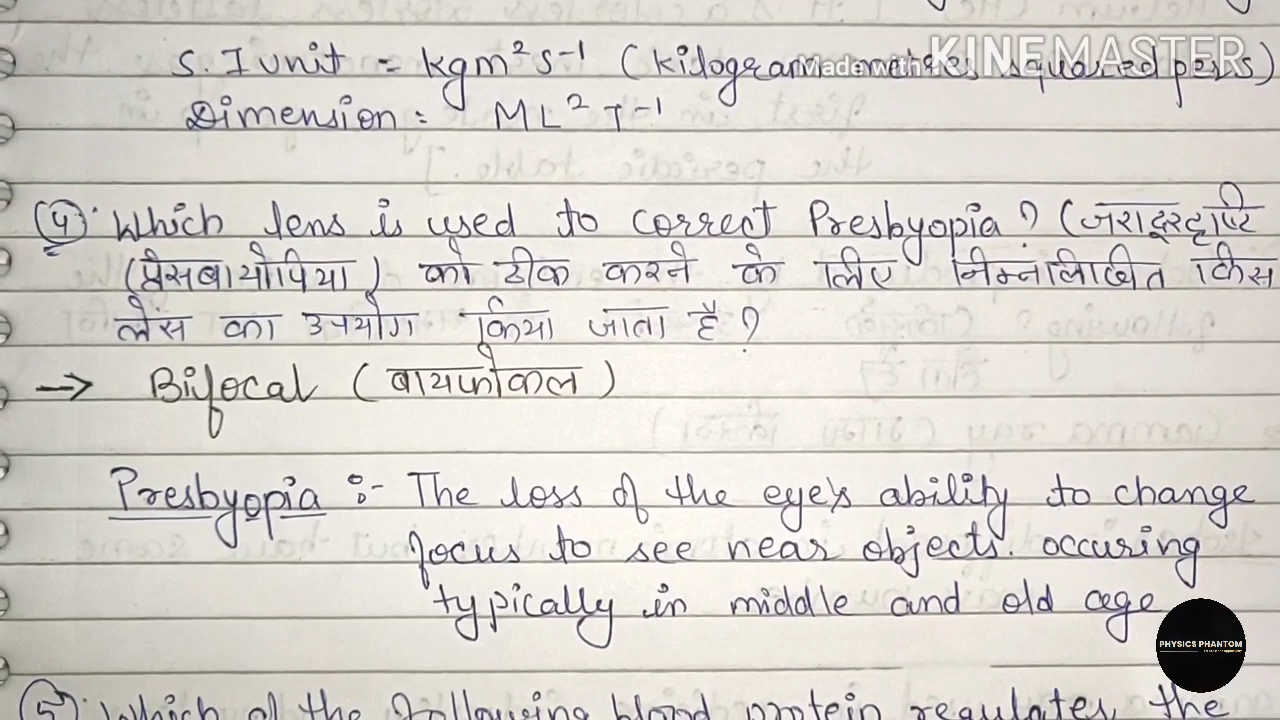 S. I unit = kgm²s⁻¹ (kilogram metres squared per s)
Made with KINEMASTER
Dimension = ML²T⁻¹
(4) Which lens is used to correct Presbyopia? (जरादूरदृष्टि
(प्रेसबायोपिया) को ठीक करने के लिए निम्नलिखित किस
लेंस का उपयोग किया जाता है?
→ Bifocal (बायफोकल)
Presbyopia :- The loss of the eye's ability to change
focus to see near objects. occuring
typically in middle and old age
PHYSICS PHANTOM
5) Which of the following blood protein regulates the